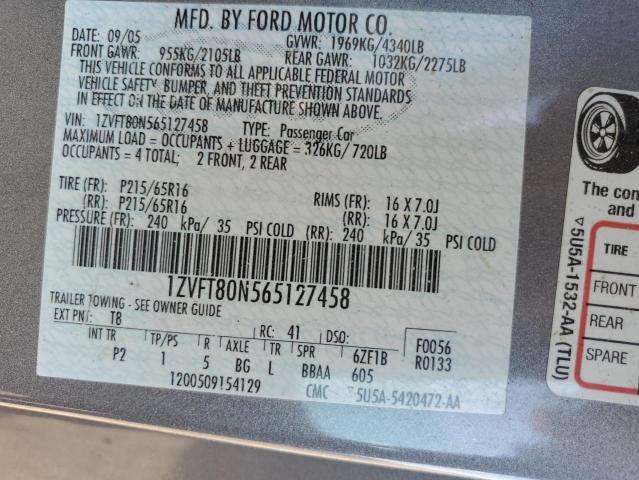 MFD. BY FORD MOTOR CO.
DATE: 09/05 GVWR: 1969KG/4340LB
FRONT GAWR: 955KG/2105LB REAR GAWR: 1032KG/2275LB
THIS VEHICLE CONFORMS TO ALL APPLICABLE FEDERAL MOTOR
VEHICLE SAFETY, BUMPER, AND THEFT PREVENTION STANDARDS
IN EFFECT ON THE DATE OF MANUFACTURE SHOWN ABOVE.
VIN: 1ZVFT80N565127458 TYPE: Passenger Car
MAXIMUM LOAD = OCCUPANTS + LUGGAGE = 326KG/720LB
OCCUPANTS = 4 TOTAL; 2 FRONT, 2 REAR
TIRE (FR): P215/65R16 RIMS (FR): 16 X 7.0J
(RR): P215/65R16 (RR): 16 X 7.0J
PRESSURE (FR): 240 kPa/ 35 PSI COLD (RR): 240 kPa/ 35 PSI COLD
1ZVFT80N565127458
TRAILER TOWING - SEE OWNER GUIDE
EXT PNT: T8 RC: 41 DSO: F0056
INT TR TP/PS R AXLE TR SPR 6ZF1B R0133
P2 1 5 BG L BBAA 605
1200509154129 CMC ▽5U5A-5420472-AA
▽5U5A-1532-AA (TLU)
The con
and
TIRE
FRONT
REAR
SPARE